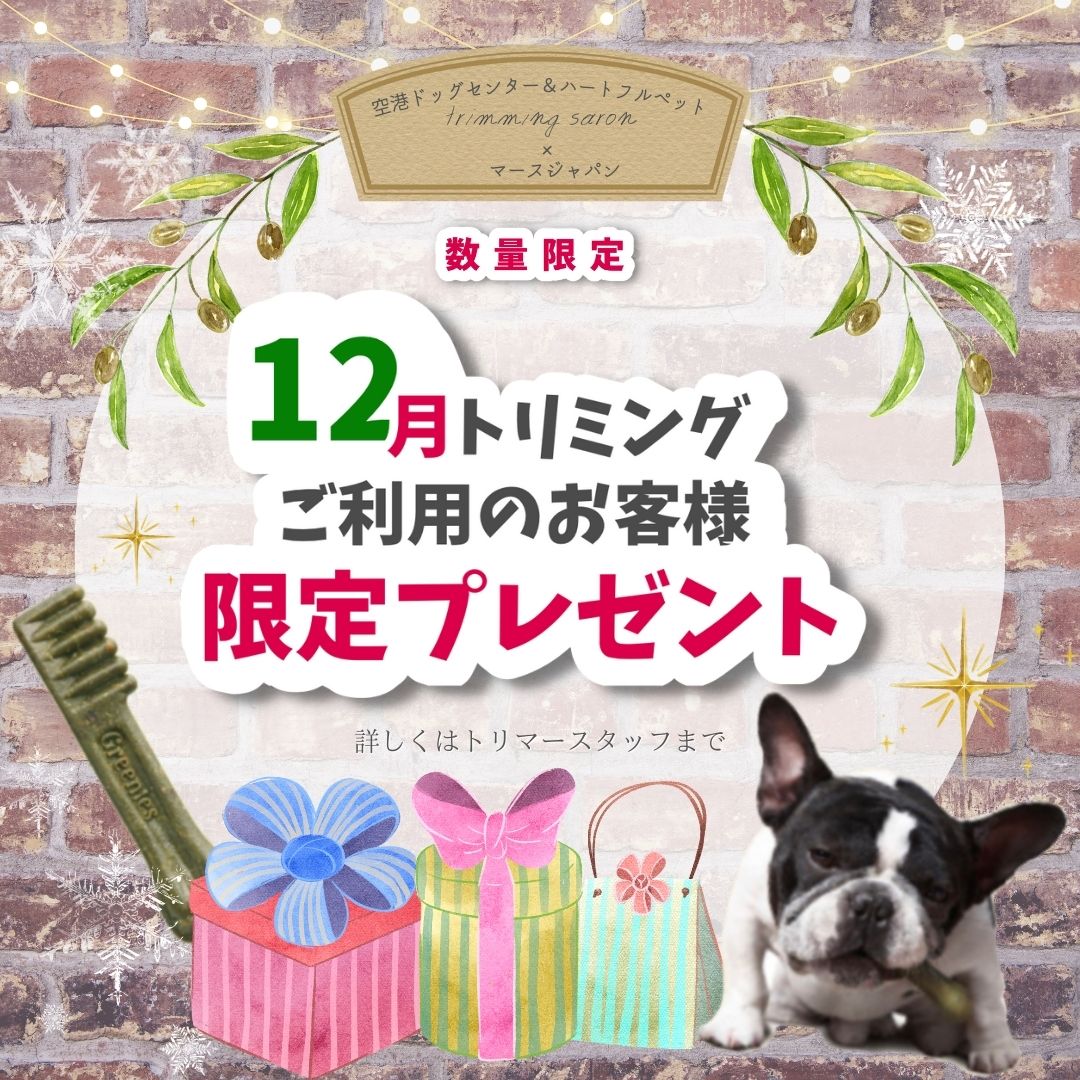 空港ドッグセンター&ハートフルペット
trimming saron
×
マースジャパン
数量限定
12月トリミング
ご利用のお客様
限定プレゼント
詳しくはトリマースタッフまで
Greenies